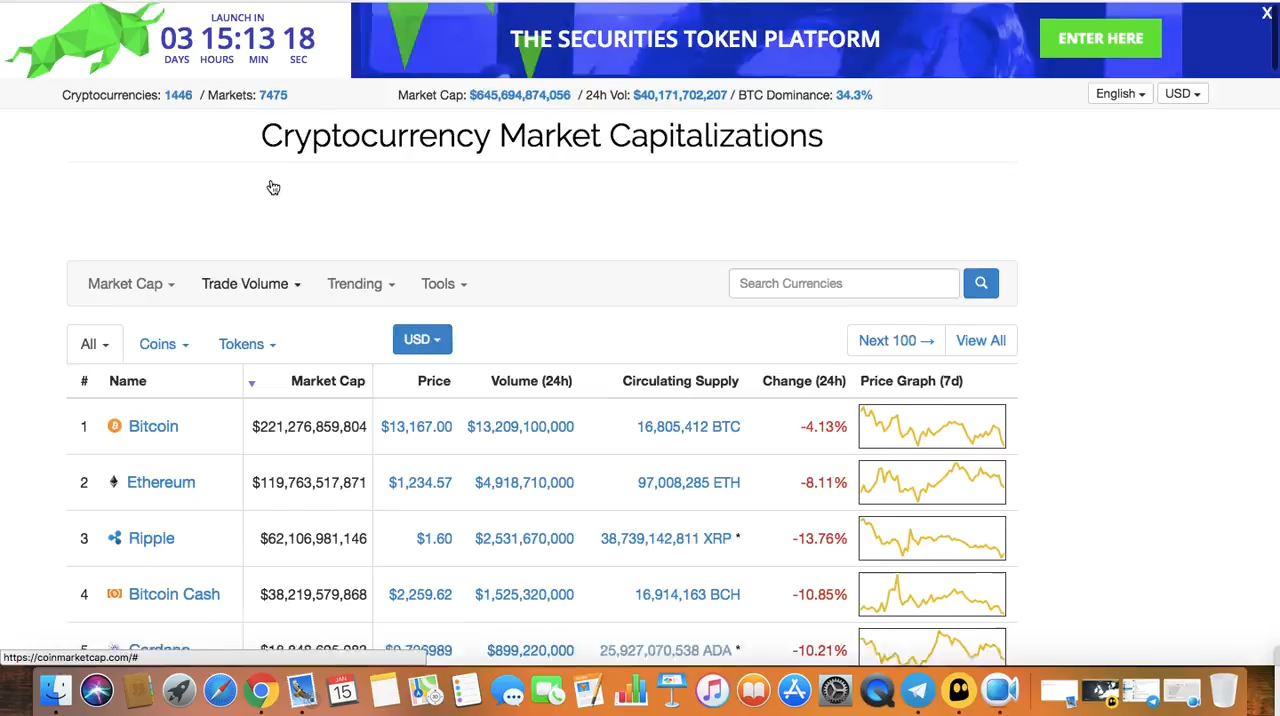 LAUNCH IN
03 15:13 18
DAYS HOURS MIN SEC
THE SECURITIES TOKEN PLATFORM
ENTER HERE
X
Cryptocurrencies: 1446 / Markets: 7475
Market Cap: $645,694,874,056 / 24h Vol: $40,171,702,207 / BTC Dominance: 34.3%
English
USD
Cryptocurrency Market Capitalizations
Market Cap Trade Volume Trending Tools
Search Currencies
All Coins Tokens USD Next 100 → View All
# Name Market Cap Price Volume (24h) Circulating Supply Change (24h) Price Graph (7d)
1 Bitcoin $221,276,859,804 $13,167.00 $13,209,100,000 16,805,412 BTC -4.13%
2 Ethereum $119,763,517,871 $1,234.57 $4,918,710,000 97,008,285 ETH -8.11%
3 Ripple $62,106,981,146 $1.60 $2,531,670,000 38,739,142,811 XRP * -13.76%
4 Bitcoin Cash $38,219,579,868 $2,259.62 $1,525,320,000 16,914,163 BCH -10.85%
5 Cardano $899,220,000 25,927,070,538 ADA * -10.21%
https://coinmarketcap.com/#
JAN
15